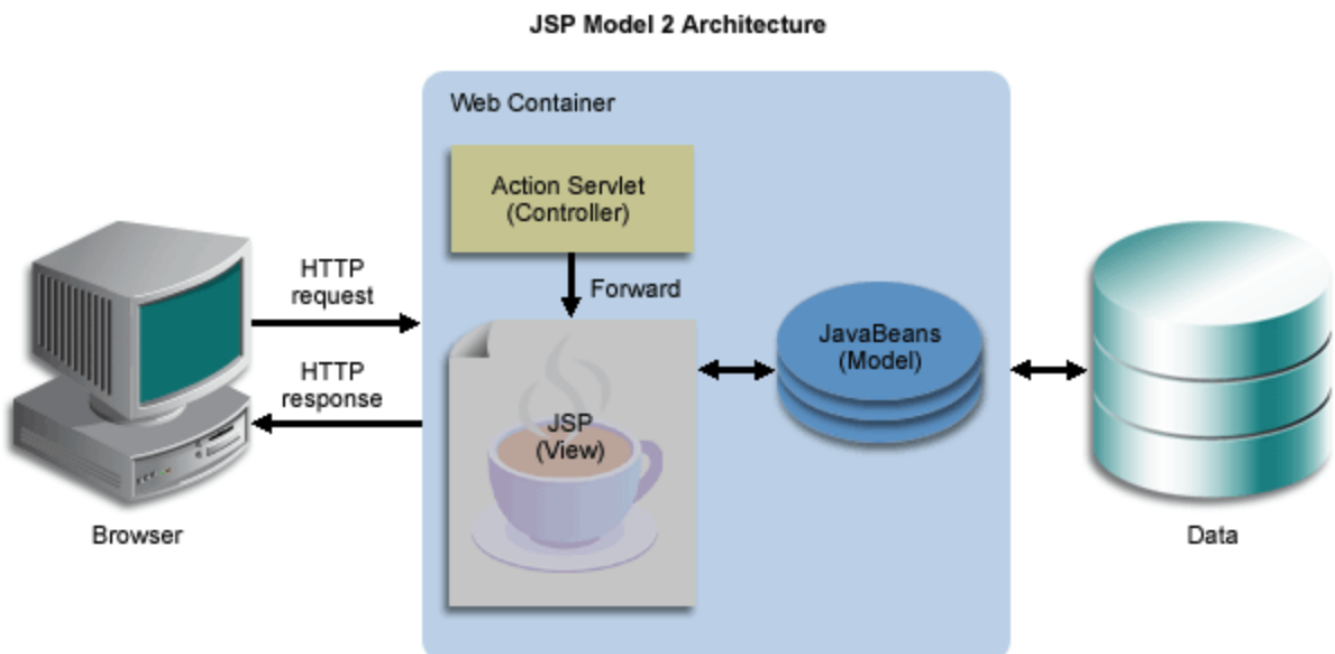 JSP Model 2 Architecture
Web Container
Action Servlet
(Controller)
HTTP
request
Forward
HTTP
response
JSP
(View)
JavaBeans
(Model)
Browser
Data